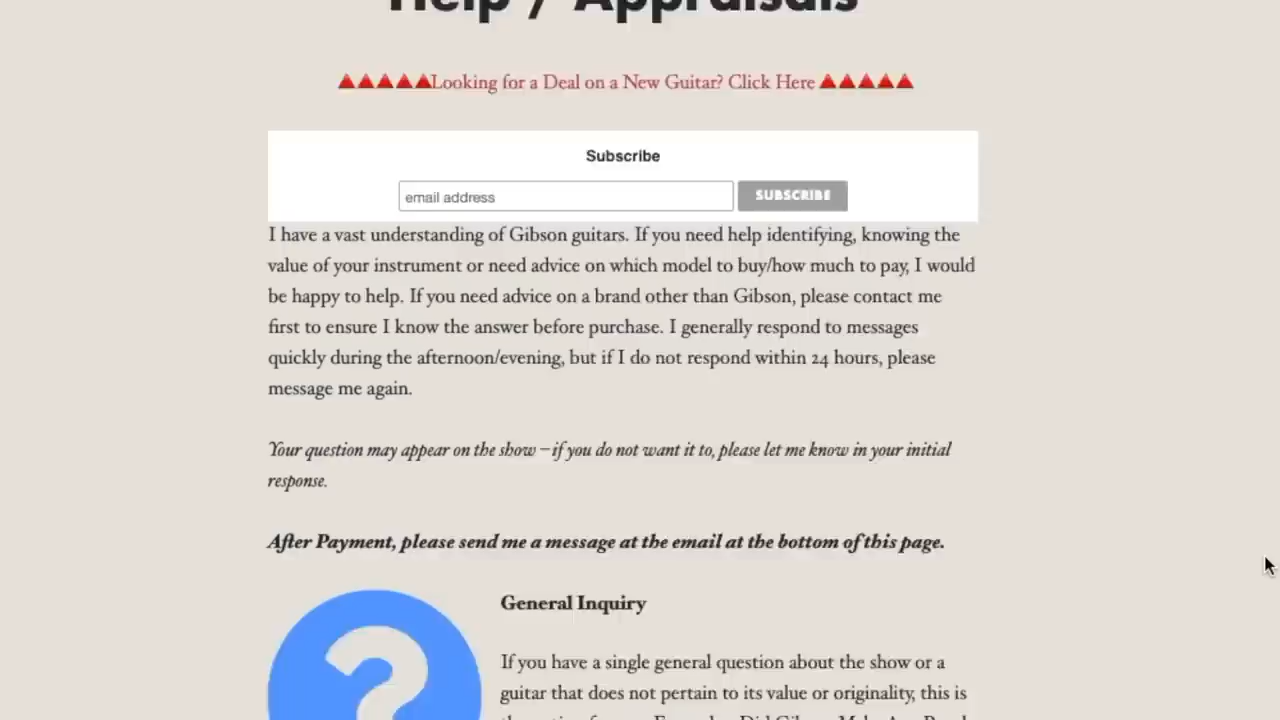 Help / Appraisals
Looking for a Deal on a New Guitar? Click Here
Subscribe
email address
SUBSCRIBE
I have a vast understanding of Gibson guitars. If you need help identifying, knowing the
value of your instrument or need advice on which model to buy/how much to pay, I would
be happy to help. If you need advice on a brand other than Gibson, please contact me
first to ensure I know the answer before purchase. I generally respond to messages
quickly during the afternoon/evening, but if I do not respond within 24 hours, please
message me again.
Your question may appear on the show – if you do not want it to, please let me know in your initial
response.
After Payment, please send me a message at the email at the bottom of this page.
General Inquiry
If you have a single general question about the show or a
guitar that does not pertain to its value or originality, this is